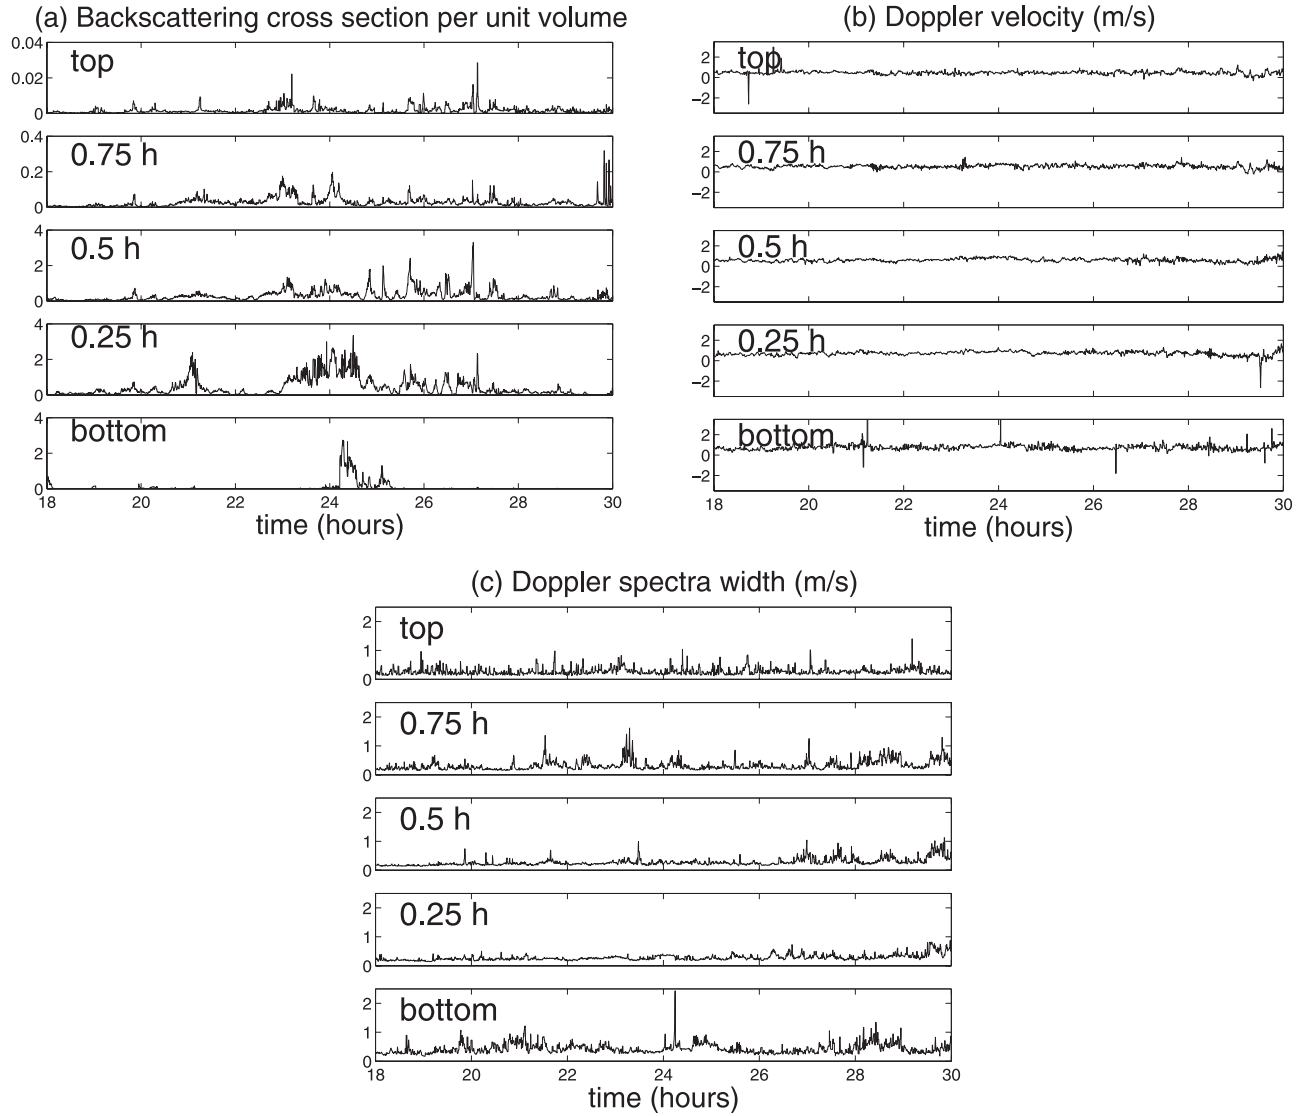 (a) Backscattering cross section per unit volume
0.04
0.02
0
top
0.4
0.2
0
0.75 h
4
2
0
0.5 h
4
2
0
0.25 h
4
2
0
bottom
18 20 22 24 26 28 30
time (hours)
(b) Doppler velocity (m/s)
2
0
−2
top
2
0
−2
0.75 h
2
0
−2
0.5 h
2
0
−2
0.25 h
2
0
−2
bottom
18 20 22 24 26 28 30
time (hours)
(c) Doppler spectra width (m/s)
2
1
0
top
2
1
0
0.75 h
2
1
0
0.5 h
2
1
0
0.25 h
2
1
0
bottom
18 20 22 24 26 28 30
time (hours)